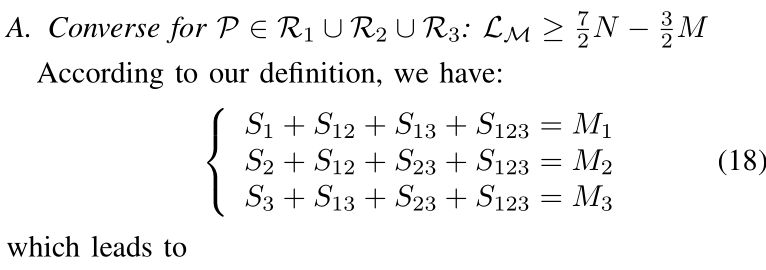 A. Converse for 𝒫 ∈ ℛ₁ ∪ ℛ₂ ∪ ℛ₃: ℒ_ℳ ≥ 7/2 N − 3/2 M
According to our definition, we have:
S₁ + S₁₂ + S₁₃ + S₁₂₃ = M₁
S₂ + S₁₂ + S₂₃ + S₁₂₃ = M₂ (18)
S₃ + S₁₃ + S₂₃ + S₁₂₃ = M₃
which leads to